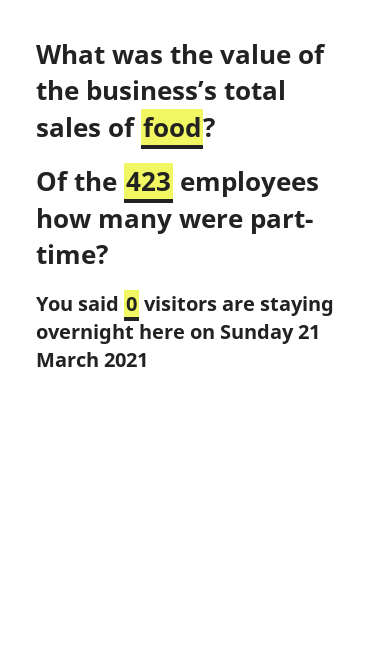 What was the value of
the business’s total
sales of food?
Of the 423 employees
how many were part-
time?
You said 0 visitors are staying
overnight here on Sunday 21
March 2021